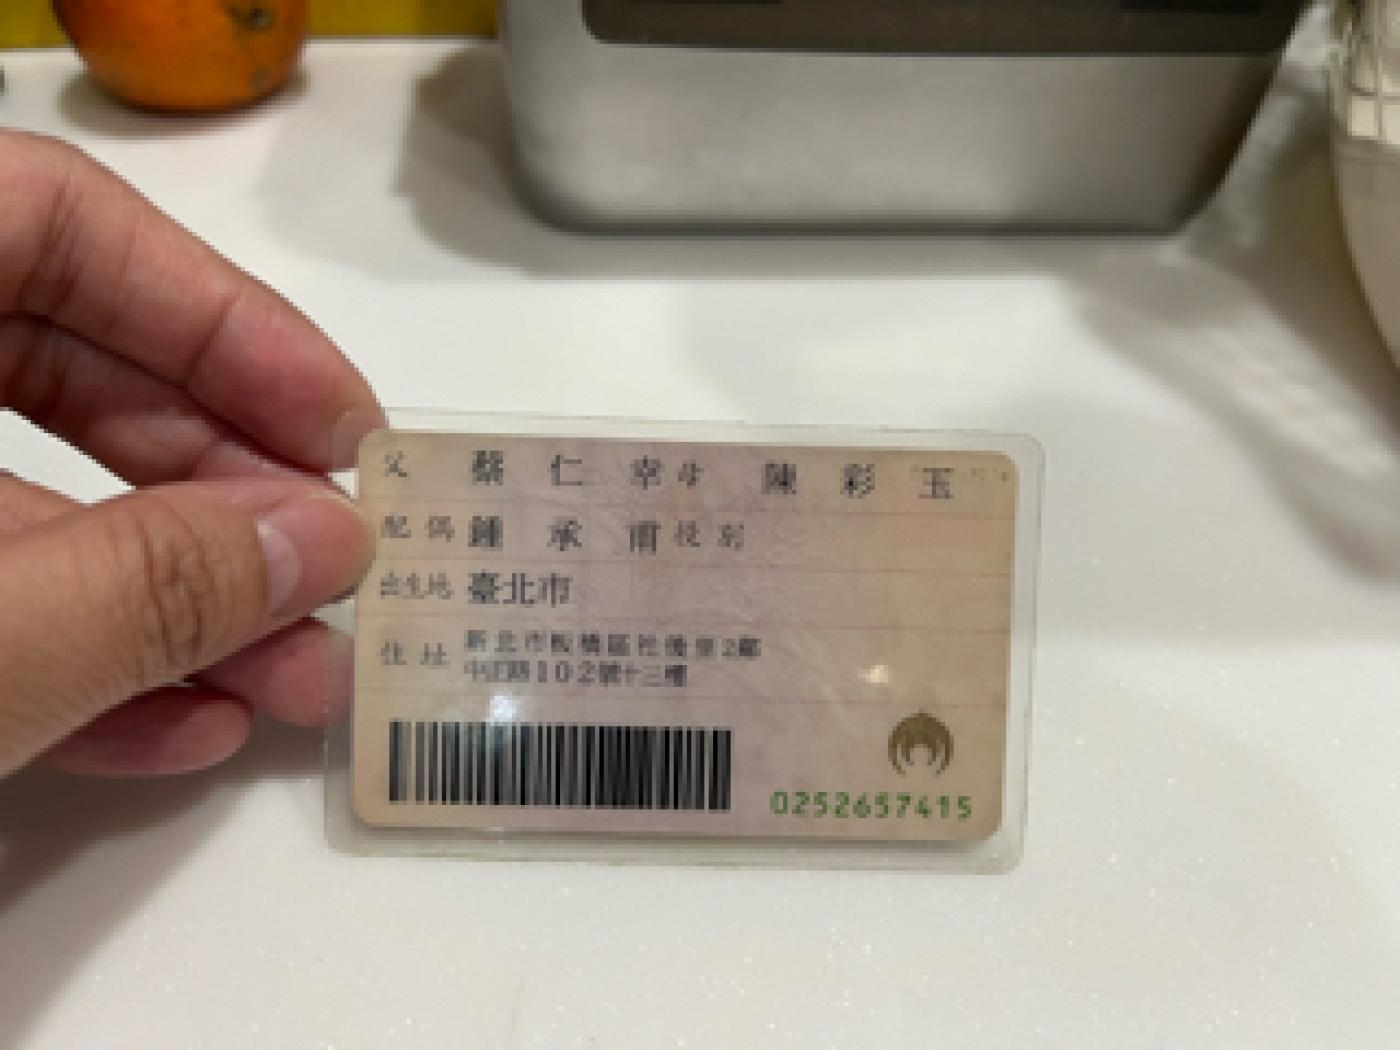 父 蔡 仁 幸 母 陳 彩 玉
配偶 鍾 承 甫 役別
出生地 臺北市
住址 新北市板橋區社後里2鄰
中正路102號十三樓
0252657415